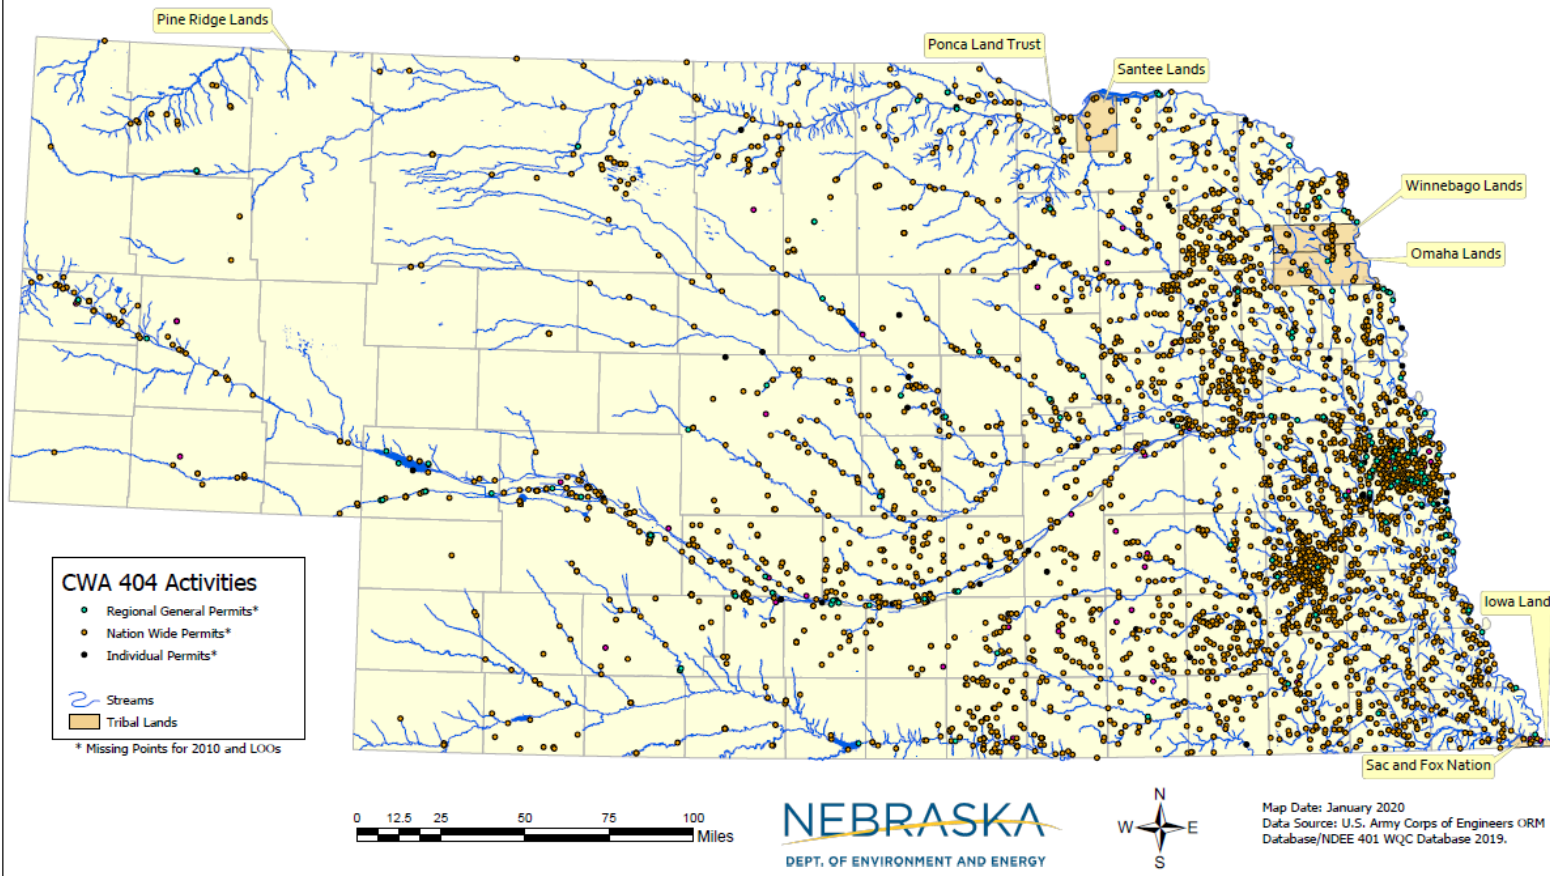 Pine Ridge Lands
Ponca Land Trust
Santee Lands
Winnebago Lands
Omaha Lands
CWA 404 Activities
Regional General Permits*
Nation Wide Permits*
Individual Permits*
Streams
Tribal Lands
* Missing Points for 2010 and LOOs
Iowa Land
Sac and Fox Nation
0 12.5 25 50 75 100
Miles
NEBRASKA
DEPT. OF ENVIRONMENT AND ENERGY
N
W E
S
Map Date: January 2020
Data Source: U.S. Army Corps of Engineers ORM
Database/NDEE 401 WQC Database 2019.